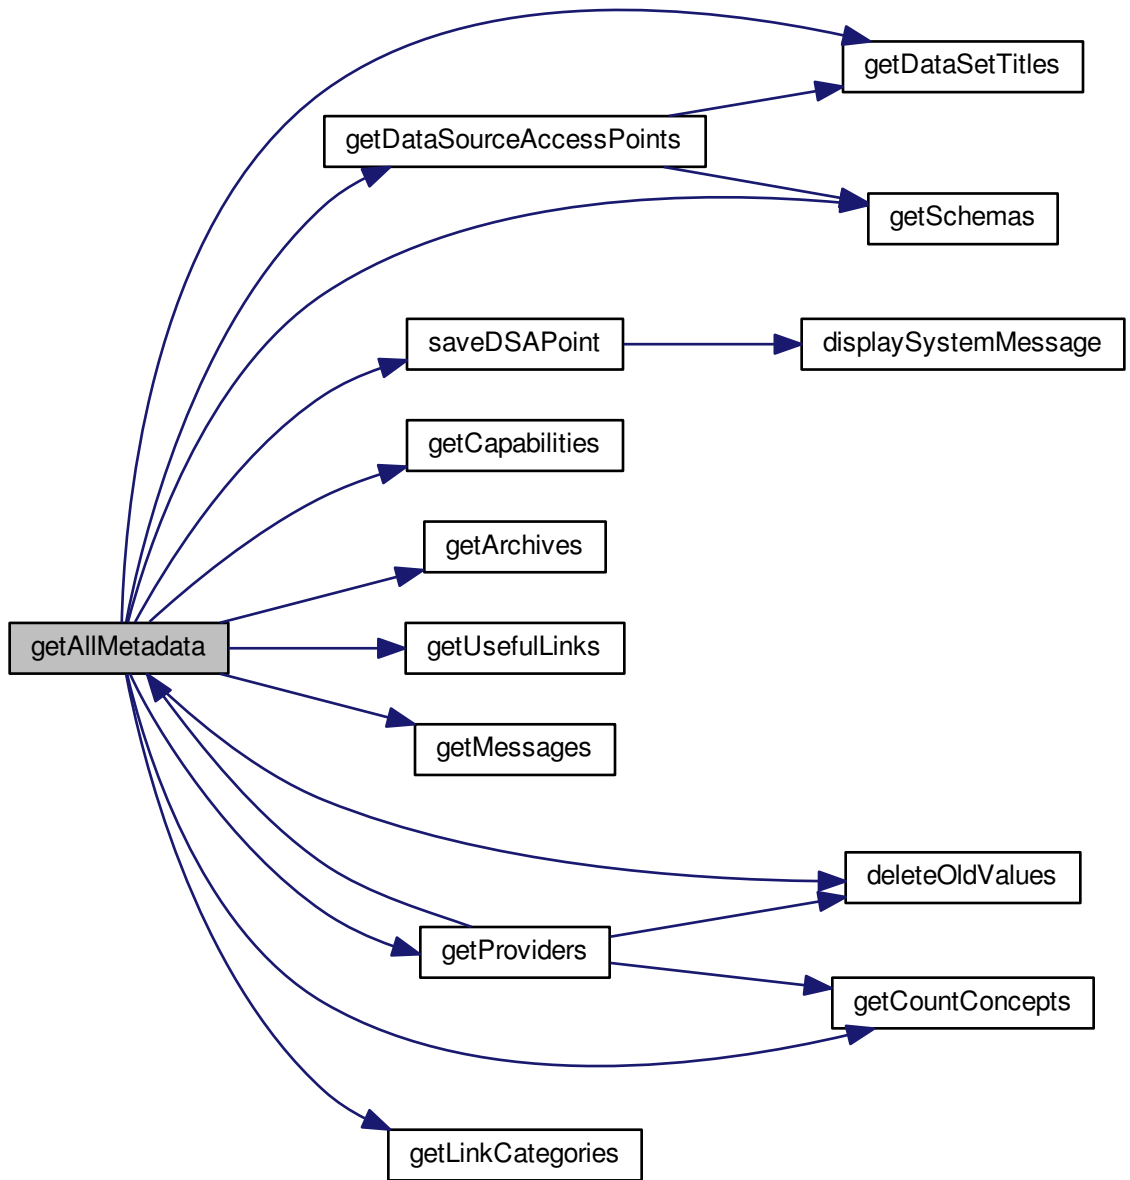 getDataSetTitles
getDataSourceAccessPoints
getSchemas
saveDSAPoint
displaySystemMessage
getCapabilities
getArchives
getAllMetadata
getUsefulLinks
getMessages
deleteOldValues
getProviders
getCountConcepts
getLinkCategories